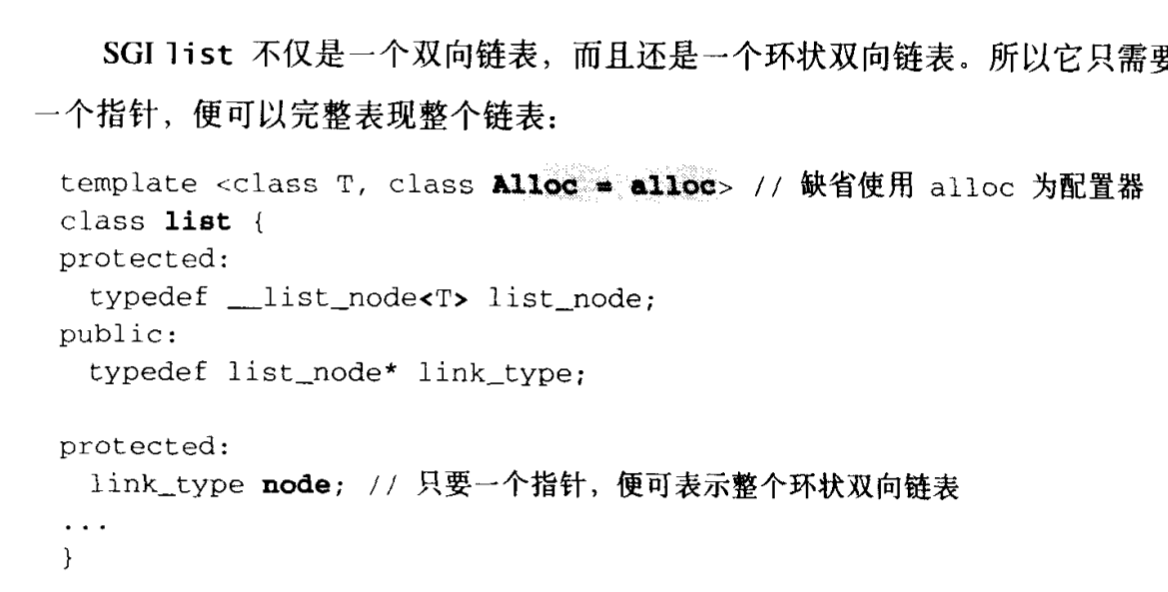 SGI list 不仅是一个双向链表，而且还是一个环状双向链表。所以它只需要
一个指针，便可以完整表现整个链表：
template <class T, class Alloc = alloc> // 缺省使用 alloc 为配置器
class list {
protected:
  typedef __list_node<T> list_node;
public:
  typedef list_node* link_type;
protected:
  link_type node; // 只要一个指针，便可表示整个环状双向链表
...
}